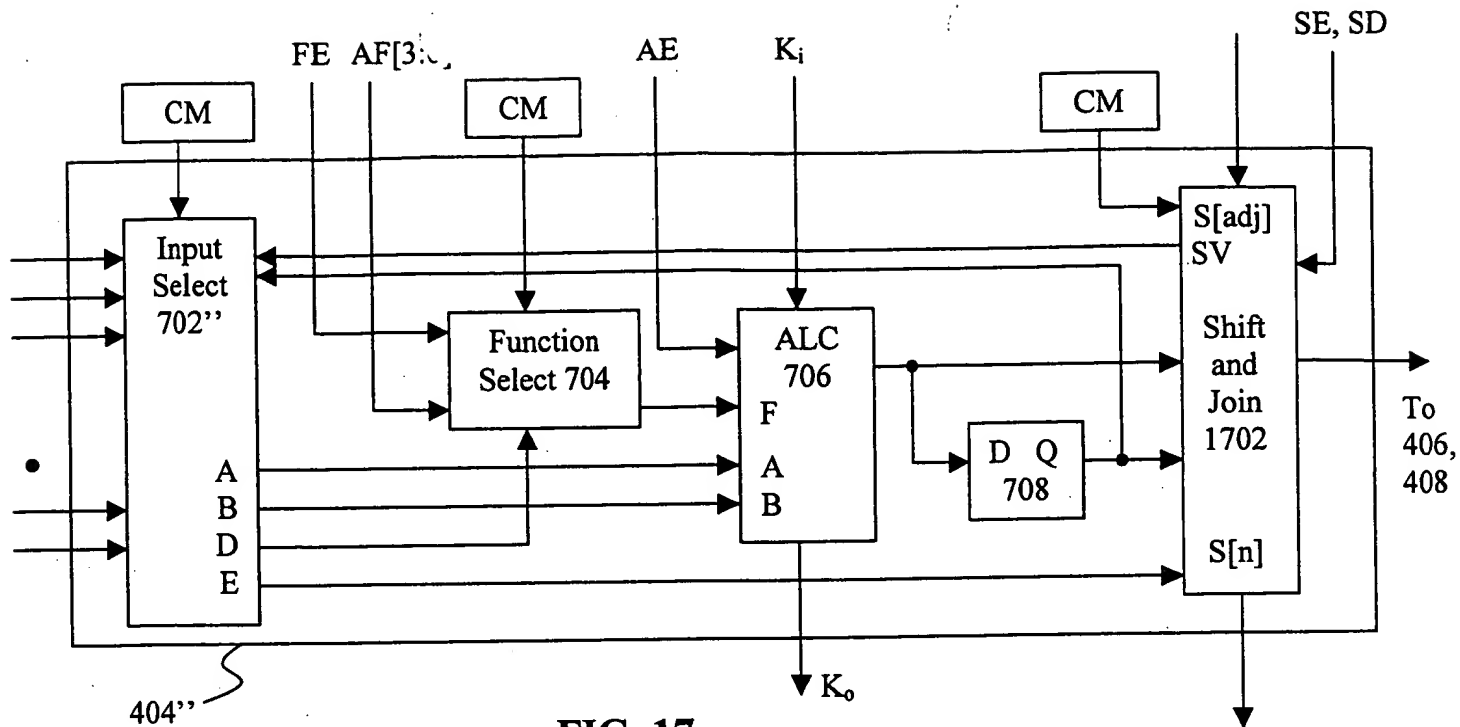 SE, SD
FE
AE
Kᵢ
CM
CM
CM
Input
Select
702’’
A
B
D
E
Function
Select 704
ALC
706
F
A
B
D Q
708
S[adj]
SV
Shift
and
Join
1702
S[n]
To
406,
408
Kₒ
404’’
FIG. 17